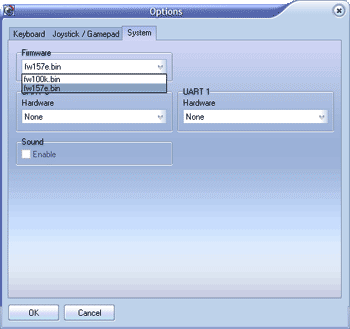 Options
Keyboard Joystick / Gamepad System
Firmware
fw157e.bin
fw100k.bin
fw157e.bin
UART 1
Hardware Hardware
None None
Sound
Enable
OK Cancel